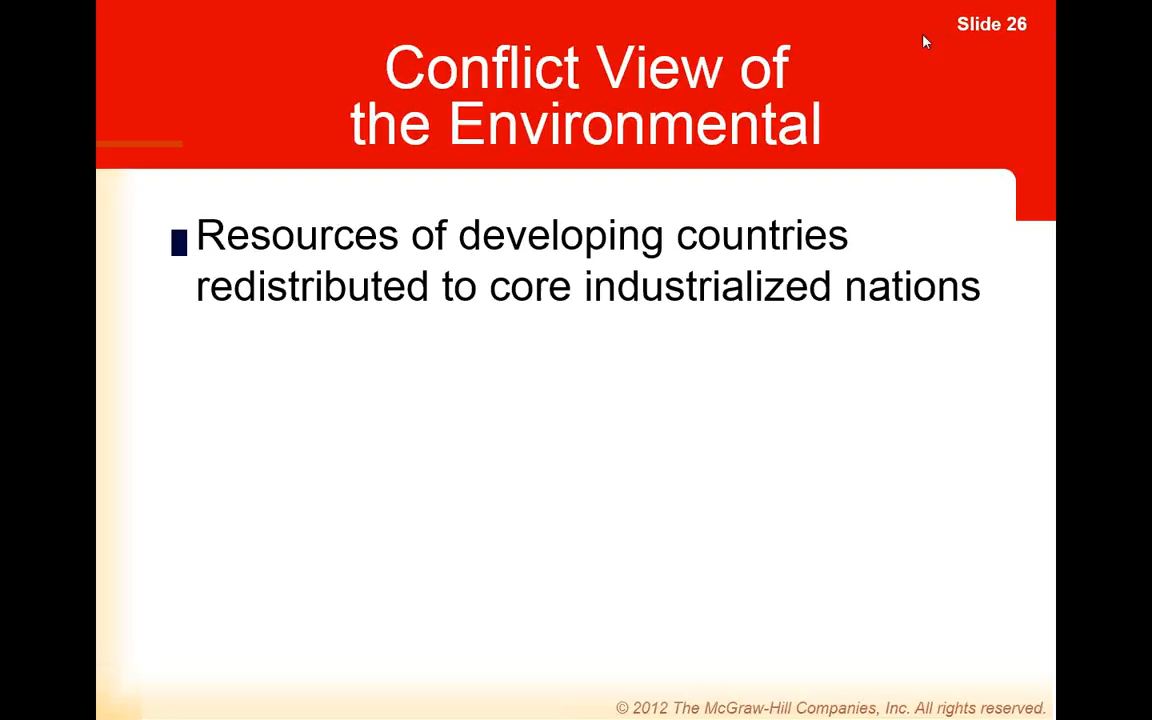 Slide 26
Conflict View of
the Environmental
Resources of developing countries
redistributed to core industrialized nations
© 2012 The McGraw-Hill Companies, Inc. All rights reserved.